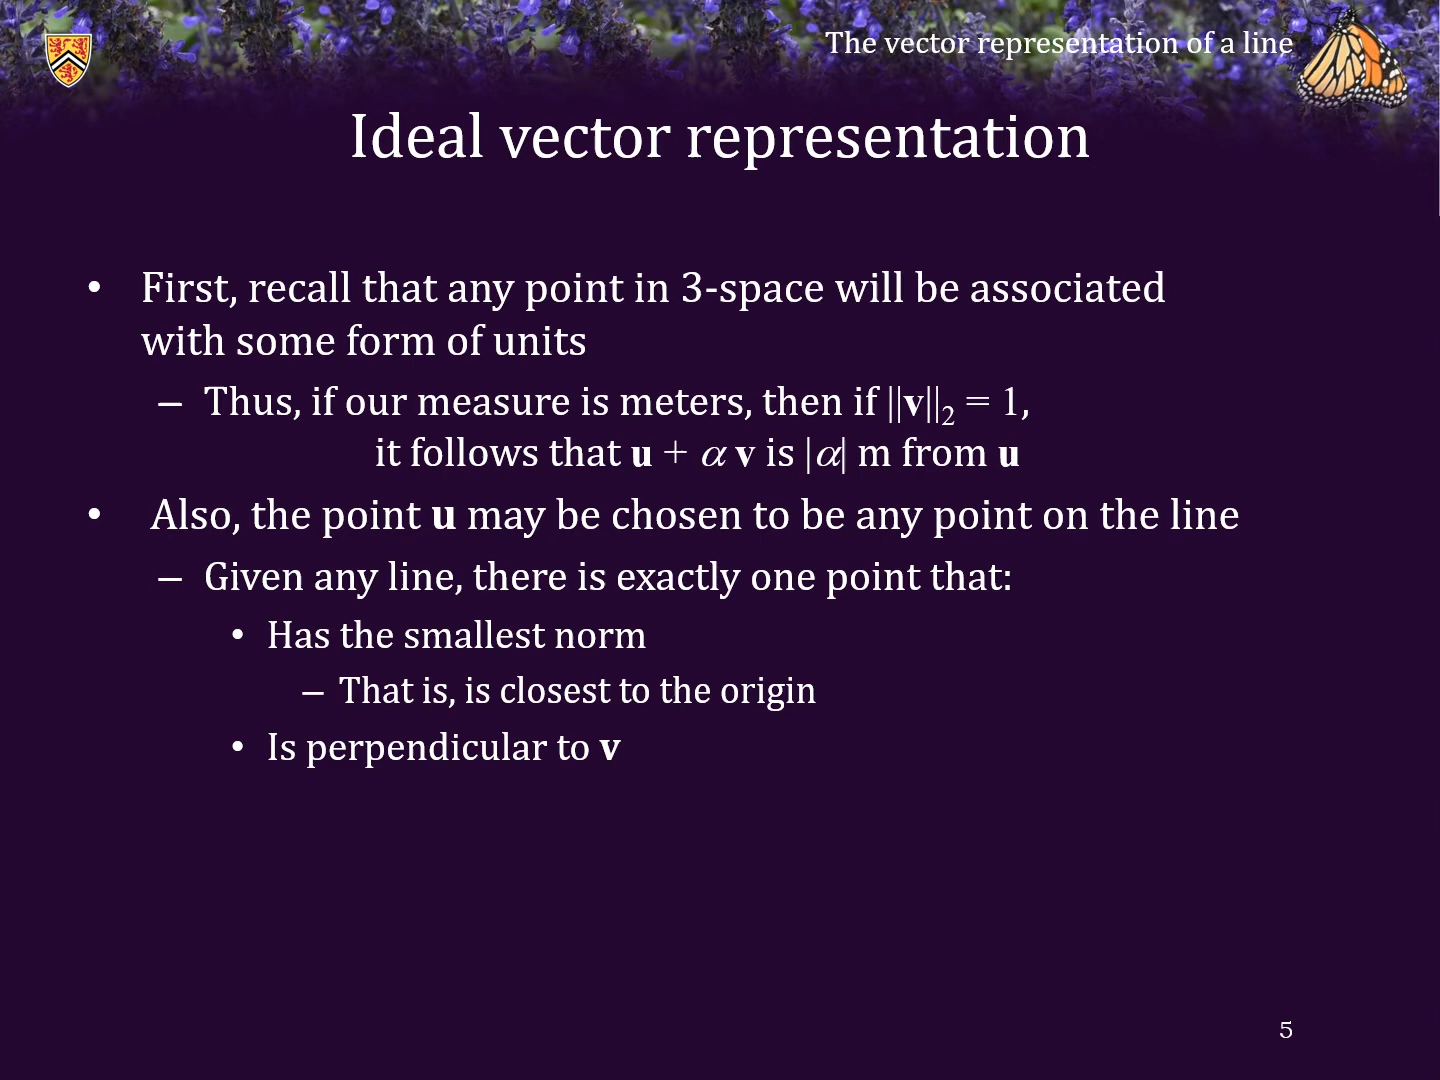 The vector representation of a line
Ideal vector representation
• First, recall that any point in 3-space will be associated
with some form of units
– Thus, if our measure is meters, then if ||v||₂ = 1,
it follows that u + α v is |α| m from u
• Also, the point u may be chosen to be any point on the line
– Given any line, there is exactly one point that:
• Has the smallest norm
– That is, is closest to the origin
• Is perpendicular to v
5